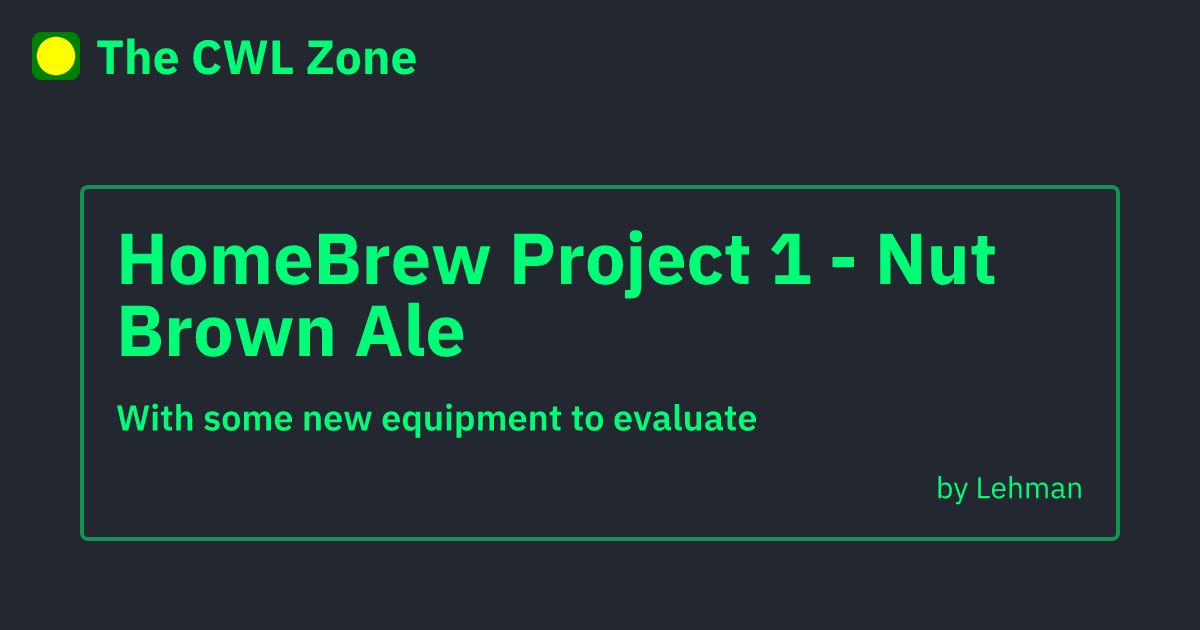 The CWL Zone
HomeBrew Project 1 - Nut
Brown Ale
With some new equipment to evaluate
by Lehman